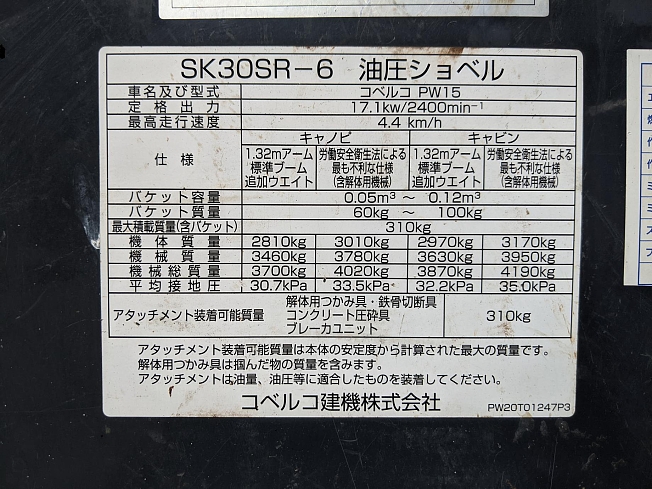 SK30SR-6 油圧ショベル
車名及び型式 コベルコ PW15
定格出力 17.1kw/2400min⁻¹
最高走行速度 4.4 km/h
仕様 キャノピ キャビン
1.32mアーム 労働安全衛生法による 1.32mアーム 労働安全衛生法による
標準ブーム 最も不利な仕様 標準ブーム 最も不利な仕様
追加ウエイト (含解体用機械) 追加ウエイト (含解体用機械)
バケット容量 0.05m³ ～ 0.12m³
バケット質量 60kg ～ 100kg
最大積載質量(含バケット) 310kg
機体質量 2810kg 3010kg 2970kg 3170kg
機械質量 3460kg 3780kg 3630kg 3950kg
機械総質量 3700kg 4020kg 3870kg 4190kg
平均接地圧 30.7kPa 33.5kPa 32.2kPa 35.0kPa
アタッチメント装着可能質量 解体用つかみ具・鉄骨切断具 310kg
コンクリート圧砕具
ブレーカユニット
アタッチメント装着可能質量は本体の安定度から計算された最大の質量です。
解体用つかみ具は掴んだ物の質量を含みます。
アタッチメントは油量、油圧等に適合したものを装着してください。
コベルコ建機株式会社 PW20T01247P3